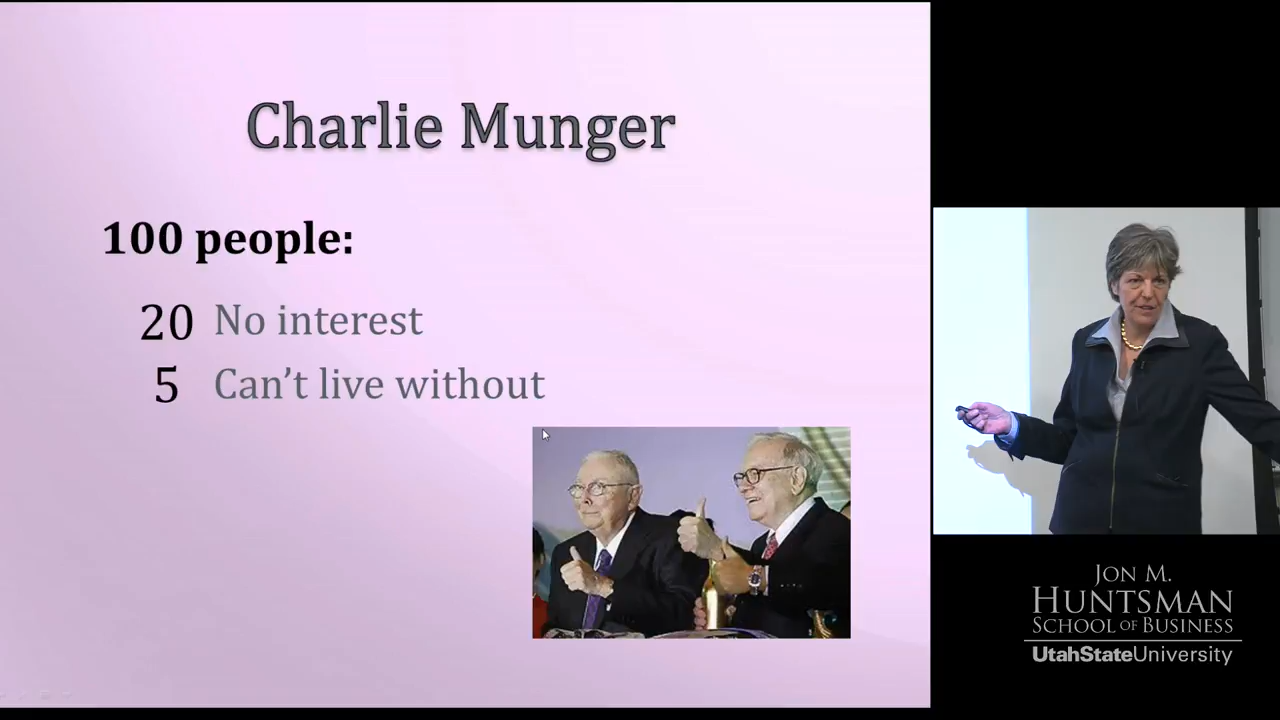 Charlie Munger
100 people:
20 No interest
5 Can't live without
JON M.
HUNTSMAN
SCHOOL OF BUSINESS
UtahStateUniversity